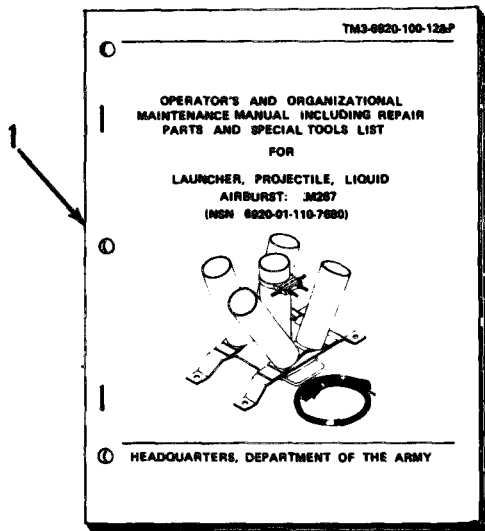 TM3-6920-100-12&P
OPERATOR'S AND ORGANIZATIONAL
MAINTENANCE MANUAL INCLUDING REPAIR
PARTS AND SPECIAL TOOLS LIST
FOR
LAUNCHER, PROJECTILE, LIQUID
AIRBURST: M267
(NSN 6920-01-110-7680)
1
HEADQUARTERS, DEPARTMENT OF THE ARMY